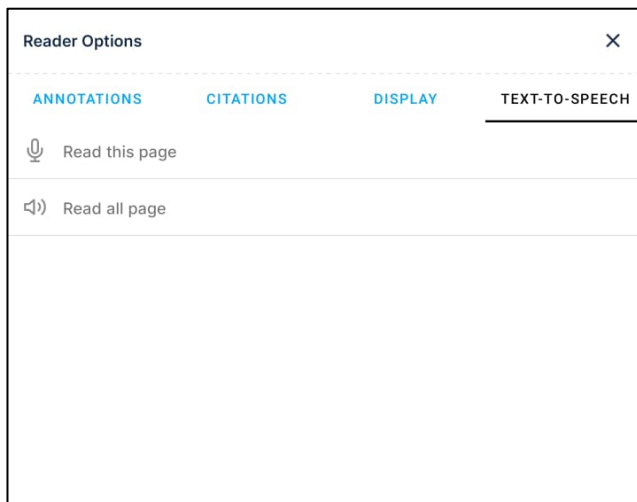 Reader Options
ANNOTATIONS CITATIONS DISPLAY TEXT-TO-SPEECH
Read this page
Read all page